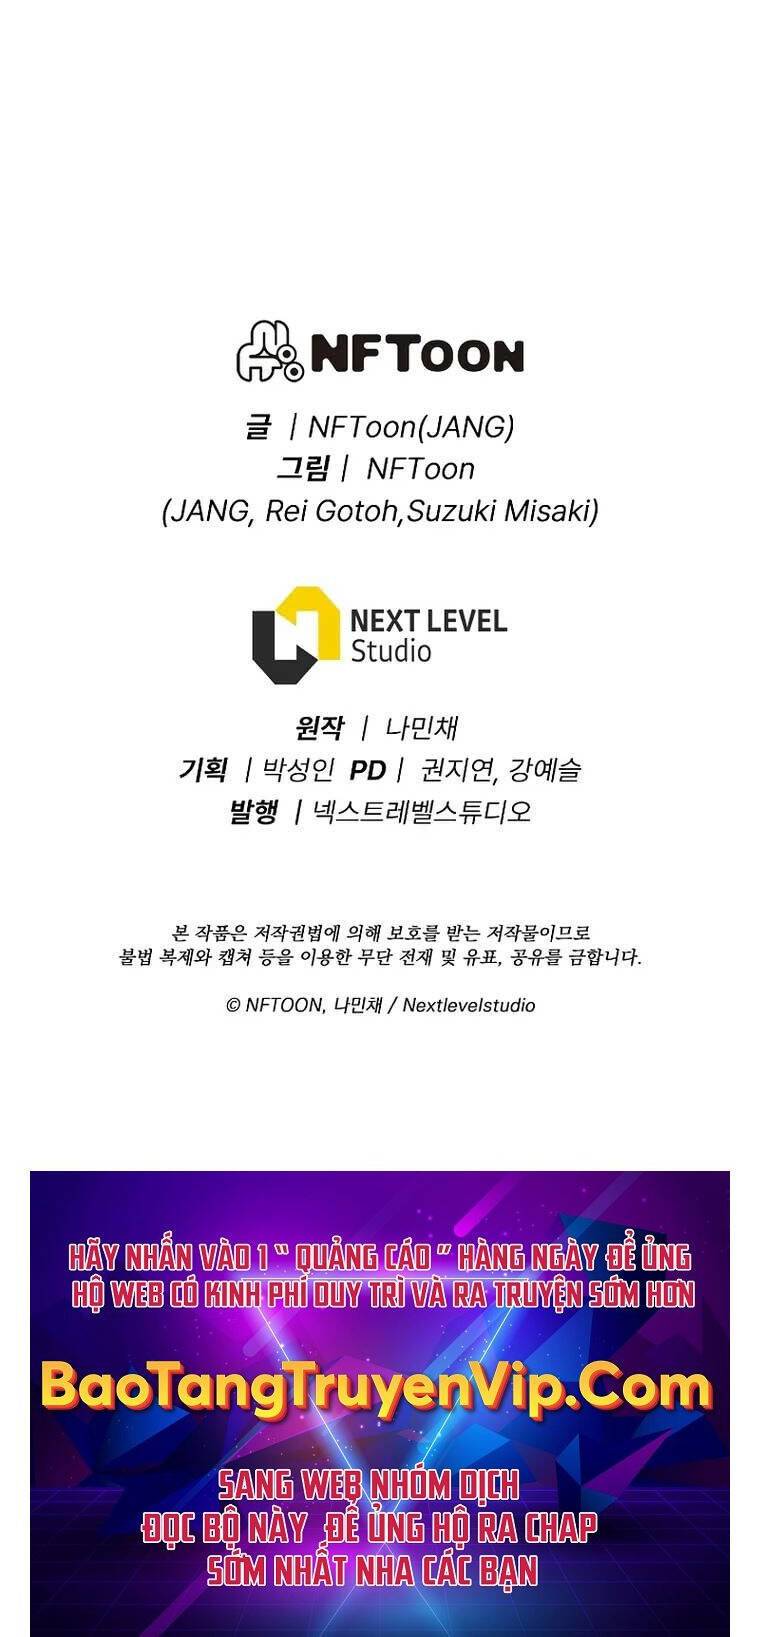 NFTOON
글 | NFToon(JANG)
그림 | NFToon
(JANG, Rei Gotoh,Suzuki Misaki)
NEXT LEVEL
Studio
원작 | 나민채
기획 | 박성인 PD | 권지연, 강예슬
발행 | 넥스트레벨스튜디오
본 작품은 저작권법에 의해 보호를 받는 저작물이므로
불법 복제와 캡쳐 등을 이용한 무단 전재 및 유포, 공유를 금합니다.
© NFTOON, 나민채 / Nextlevelstudio
HÃY NHẤN VÀO 1 “ QUẢNG CÁO ” HÀNG NGÀY ĐỂ ỦNG
HỘ WEB CÓ KINH PHÍ DUY TRÌ VÀ RA TRUYỆN SỚM HƠN
BaoTangTruyenVip.Com
SANG WEB NHÓM DỊCH
ĐỌC BỘ NÀY ĐỂ ỦNG HỘ RA CHAP
SỚM NHẤT NHA CÁC BẠN